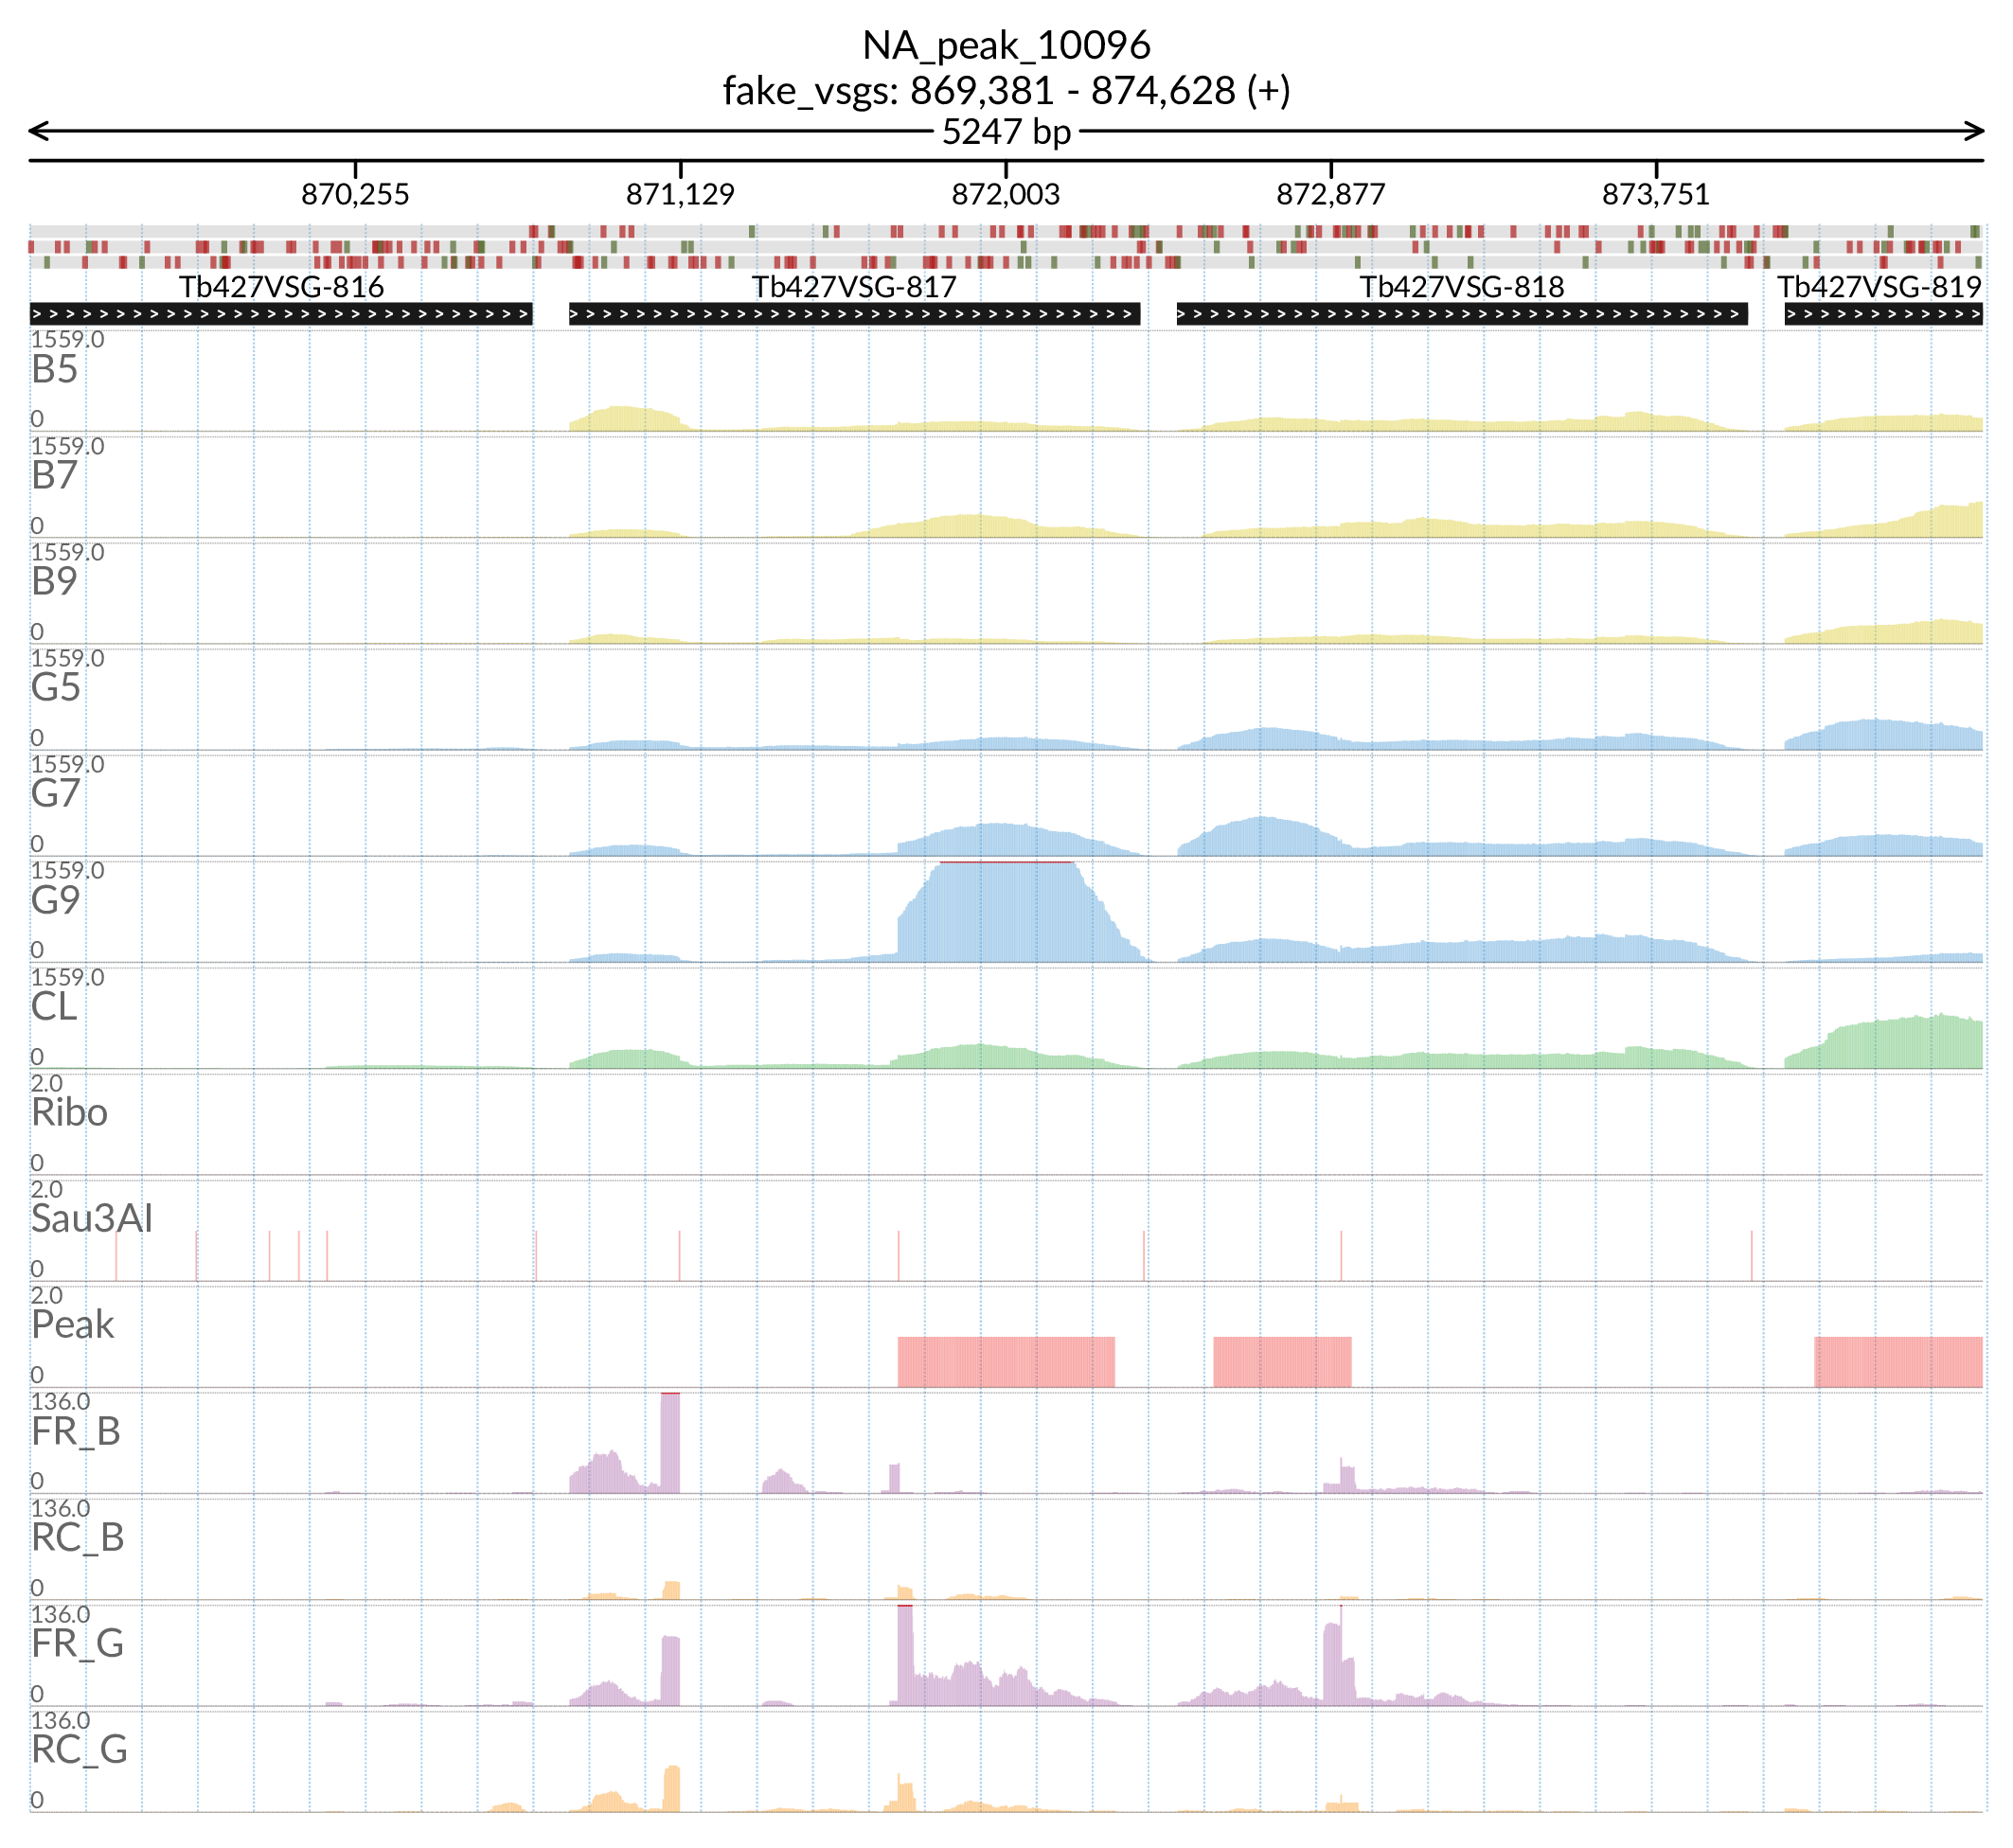 NA_peak_10096
fake_vsgs: 869,381 - 874,628 (+)
5247 bp
870,255 871,129 872,003 872,877 873,751
Tb427VSG-816 Tb427VSG-817 Tb427VSG-818 Tb427VSG-819
1559.0
B5
0
1559.0
B7
0
1559.0
B9
0
1559.0
G5
0
1559.0
G7
0
1559.0
G9
0
1559.0
CL
0
2.0
Ribo
0
2.0
Sau3AI
0
2.0
Peak
0
136.0
FR_B
0
136.0
RC_B
0
136.0
FR_G
0
136.0
RC_G
0